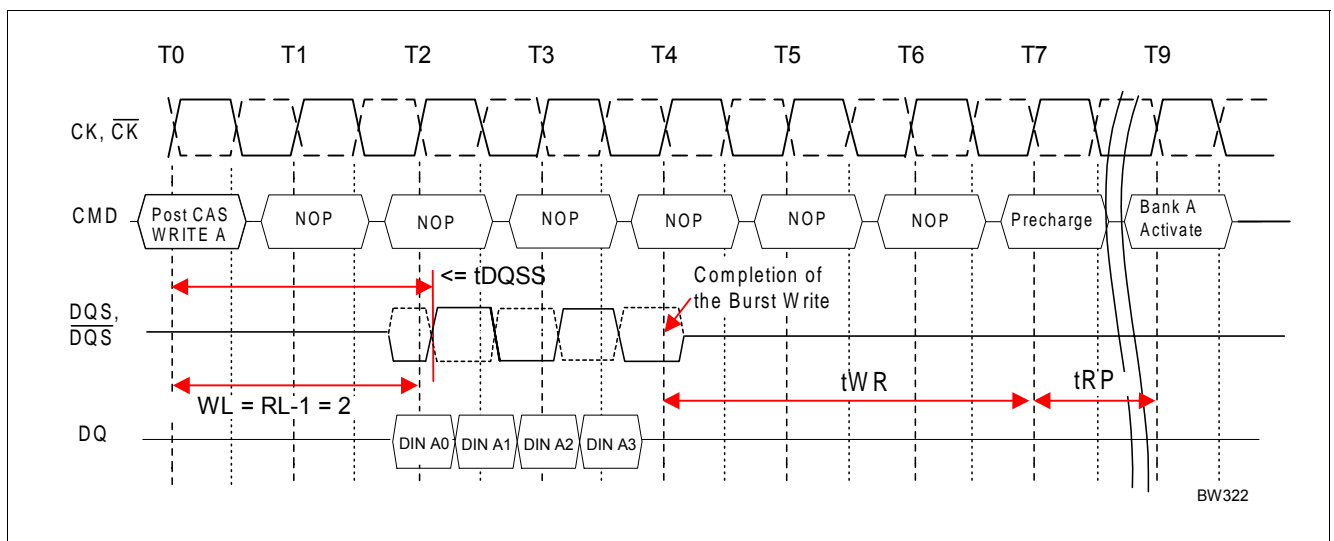 T0 T1 T2 T3 T4 T5 T6 T7 T9
CK, CK
CMD
Post CAS
WRITE A
NOP
NOP
NOP
NOP
NOP
NOP
Precharge
Bank A
Activate
<= tDQSS
Completion of
the Burst Write
DQS,
DQS
WL = RL-1 = 2
tWR
tRP
DQ
DIN A0
DIN A1
DIN A2
DIN A3
BW322